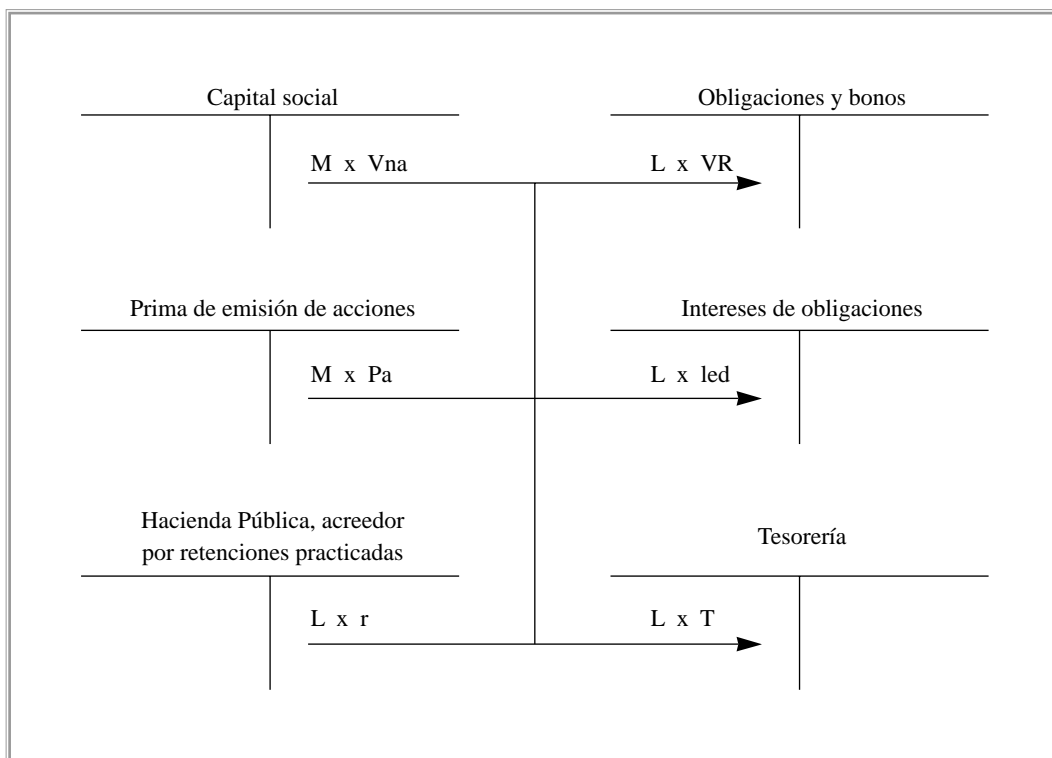 Capital social
Obligaciones y bonos
M x Vna
L x VR
Prima de emisión de acciones
Intereses de obligaciones
M x Pa
L x led
Hacienda Pública, acreedor
por retenciones practicadas
Tesorería
L x r
L x T